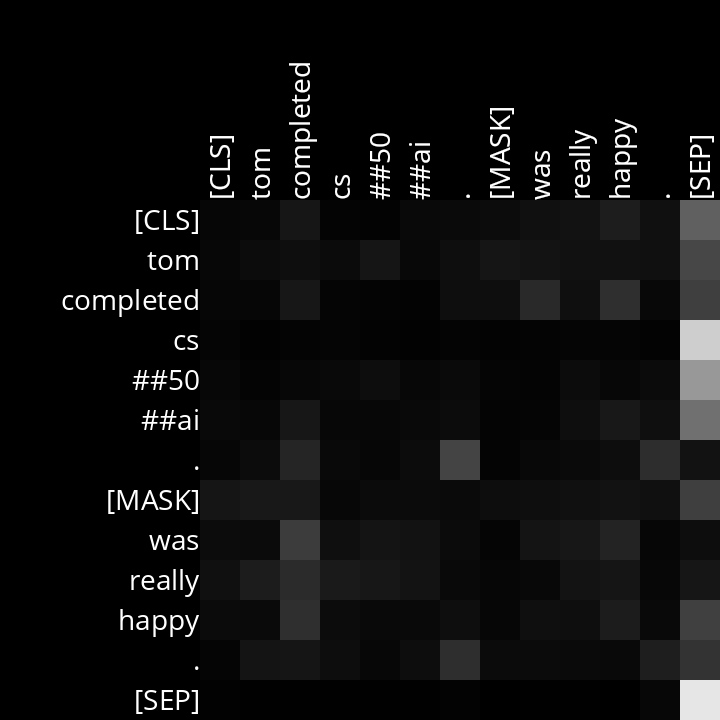 [CLS] tom completed cs ##50 ##ai . [MASK] was really happy . [SEP]
[CLS]
tom
completed
cs
##50
##ai
.
[MASK]
was
really
happy
.
[SEP]